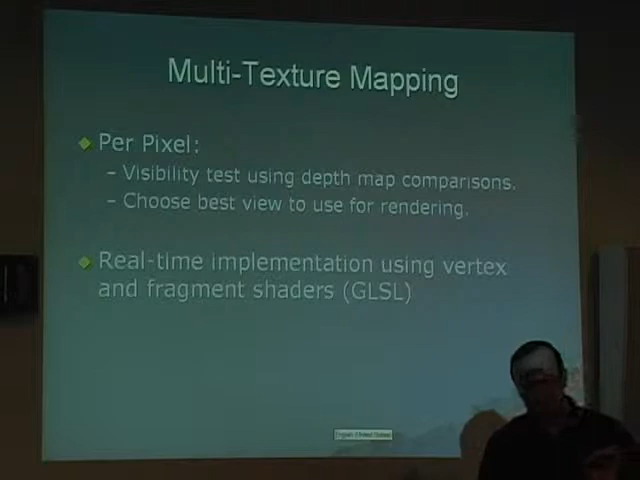 Multi-Texture Mapping
Per Pixel:
– Visibility test using depth map comparisons.
– Choose best view to use for rendering.
Real-time implementation using vertex
and fragment shaders (GLSL)